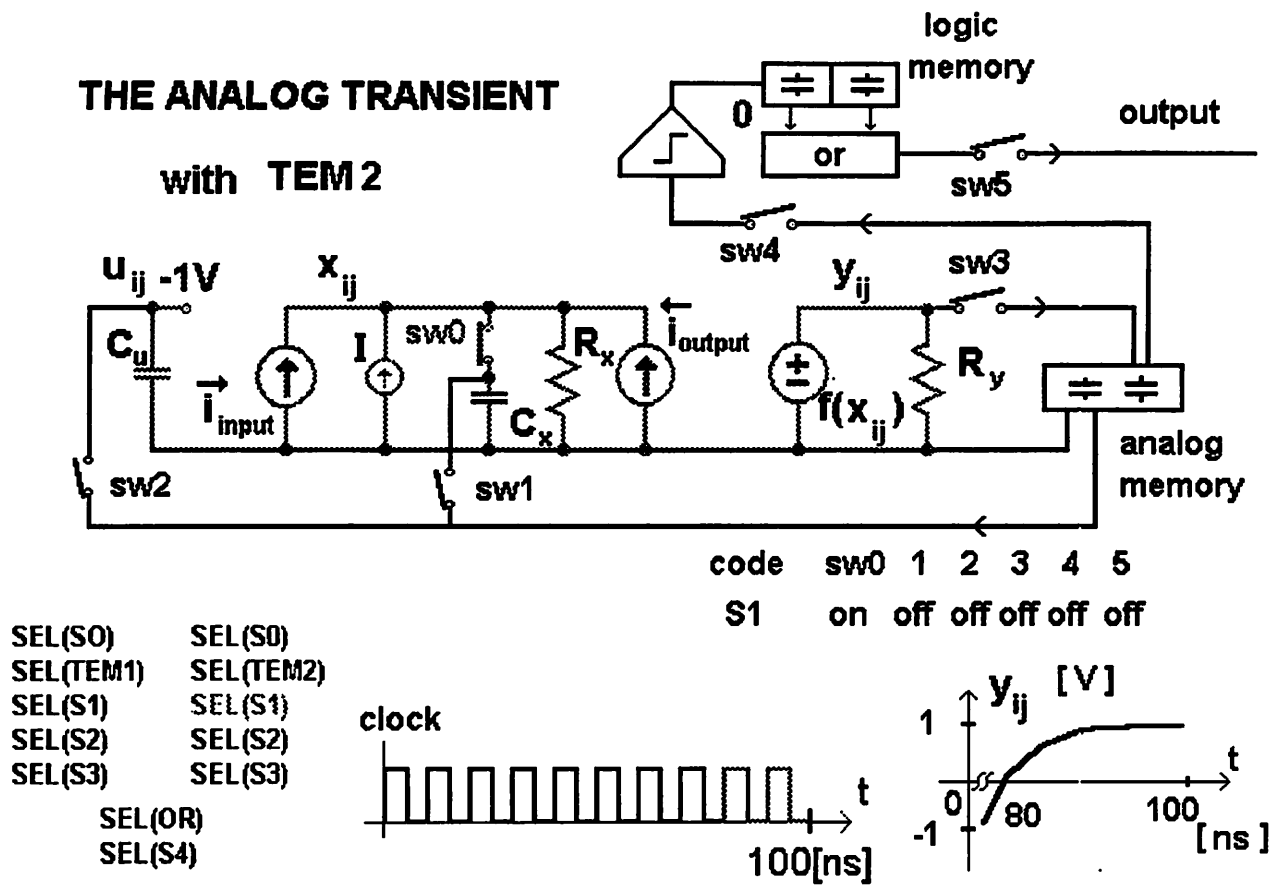 THE ANALOG TRANSIENT
with TEM 2
logic
memory
0
or
output
sw5
sw4
u ij -1V
x ij
y ij
sw3
C u
I
sw0
R x
i output
i input
C x
f(x ij)
R y
analog
memory
sw2
sw1
code sw0 1 2 3 4 5
S1 on off off off off off
SEL(SO) SEL(S0)
SEL(TEM1) SEL(TEM2)
SEL(S1) SEL(S1)
SEL(S2) SEL(S2)
SEL(S3) SEL(S3)
SEL(OR)
SEL(S4)
clock
t
100[ns]
y ij [V]
1
t
0 80 100
-1 [ns]